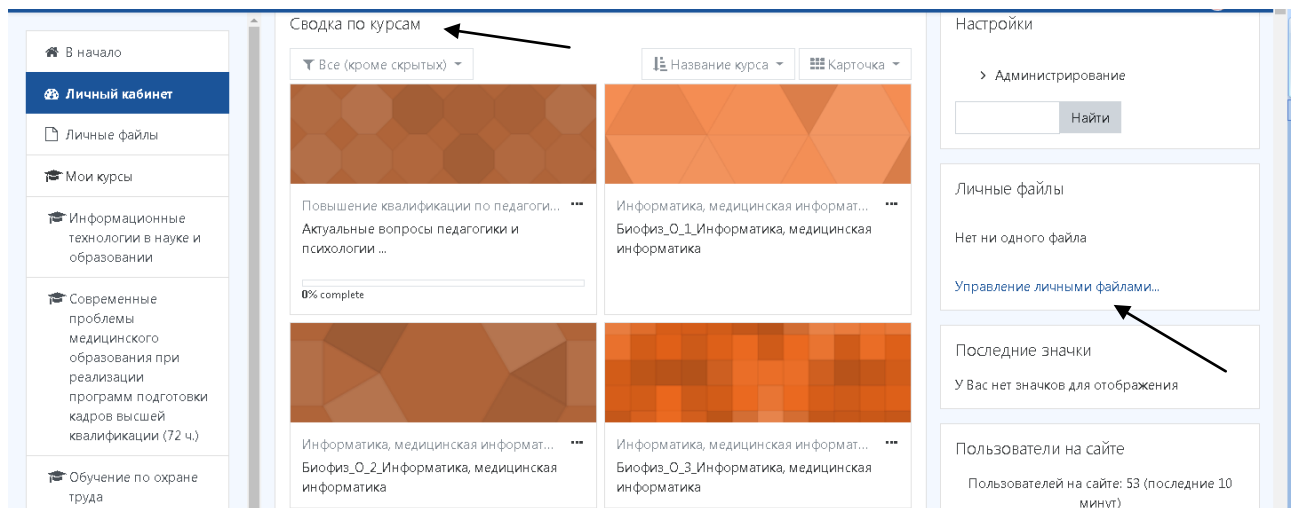 В начало
Личный кабинет
Личные файлы
Мои курсы
Информационные
технологии в науке и
образовании
Современные
проблемы
медицинского
образования при
реализации
программ подготовки
кадров высшей
квалификации (72 ч.)
Обучение по охране
труда
Сводка по курсам
Все (кроме скрытых)
Название курса
Карточка
Повышение квалификации по педагоги...
Актуальные вопросы педагогики и
психологии ...
0% complete
Информатика, медицинская информат...
Биофиз_О_1_Информатика, медицинская
информатика
Информатика, медицинская информат...
Биофиз_О_2_Информатика, медицинская
информатика
Информатика, медицинская информат...
Биофиз_О_3_Информатика, медицинская
информатика
Настройки
Администрирование
Найти
Личные файлы
Нет ни одного файла
Управление личными файлами...
Последние значки
У Вас нет значков для отображения
Пользователи на сайте
Пользователей на сайте: 53 (последние 10
минут)